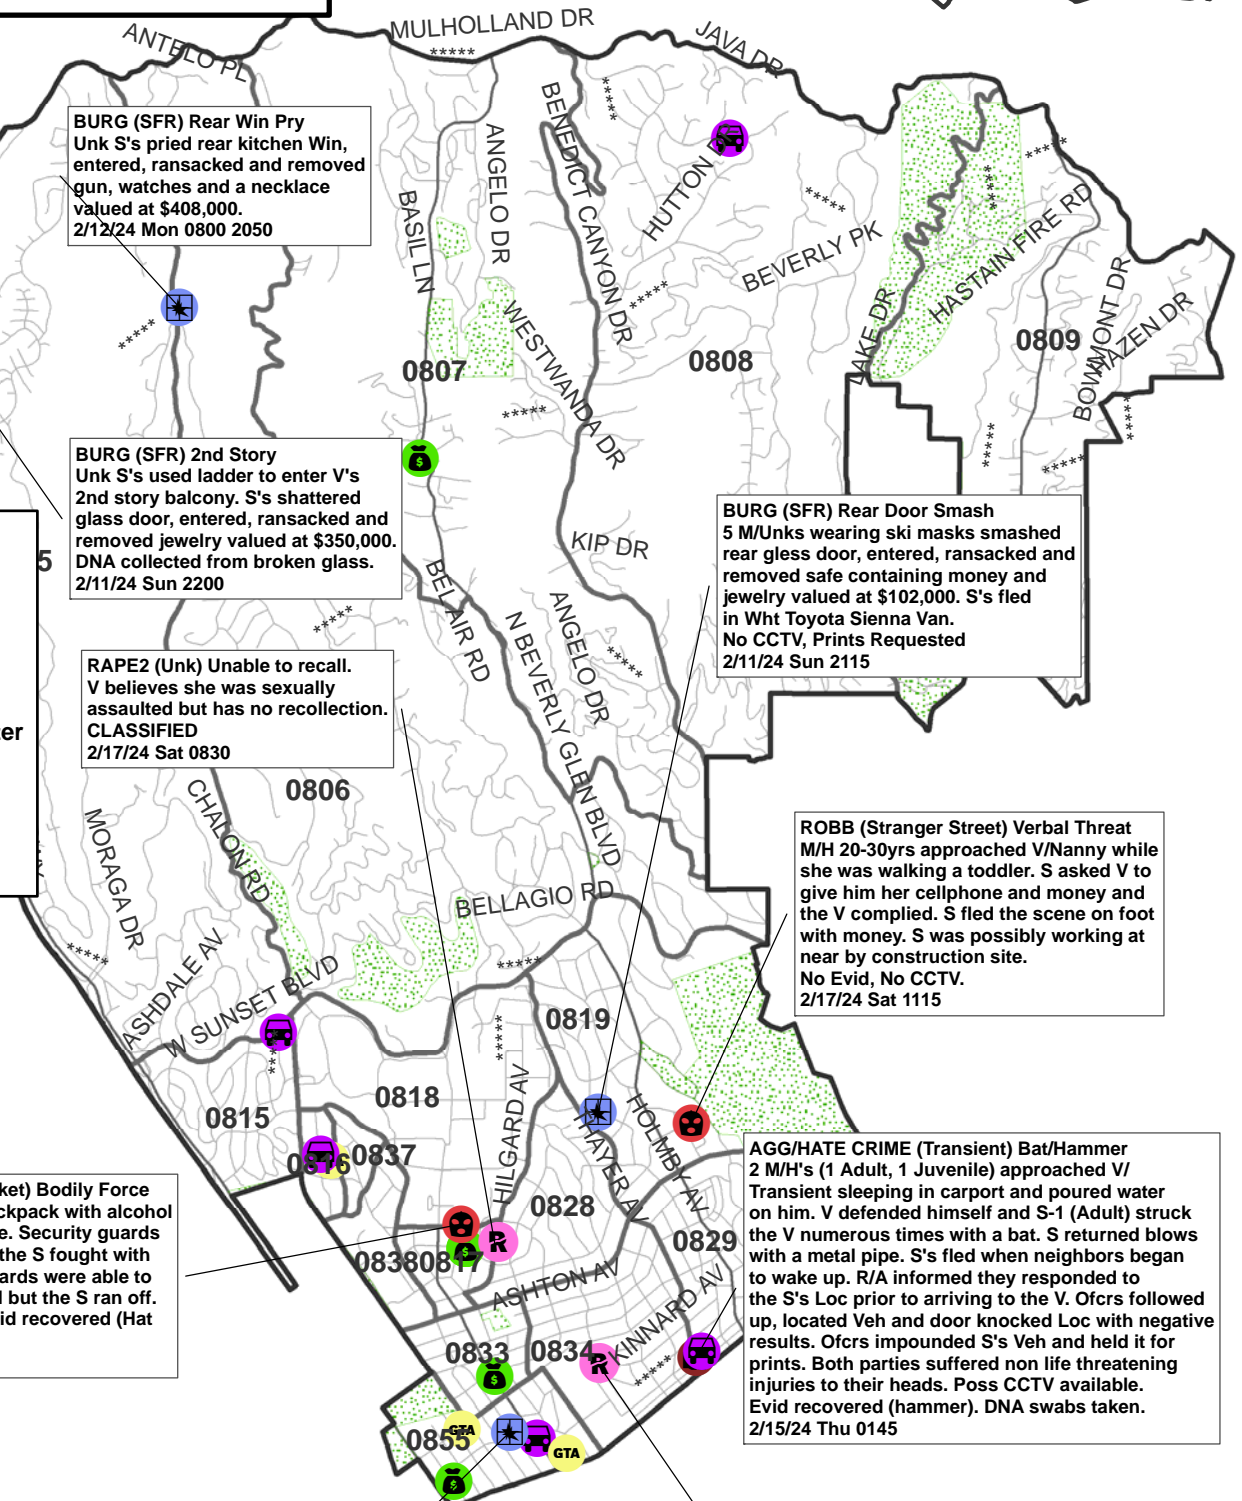 MULHOLLAND DR
ANTELO PL
*****
JAVA DR
*****
BURG (SFR) Rear Win Pry
Unk S's pried rear kitchen Win,
entered, ransacked and removed
gun, watches and a necklace
valued at $408,000.
2/12/24 Mon 0800 2050
BENEDICT CANYON DR
ANGELO DR
BASIL LN
HUTTON
*****
*****
*****
BEVERLY PK
HASTAIN FIRE RD
LAKE DR
BOWMONT DR
HAZEN DR
*****
*****
WESTWANDA DR
0807
0808
0809
*****
*****
*****
*****
BURG (SFR) 2nd Story
Unk S's used ladder to enter V's
2nd story balcony. S's shattered
glass door, entered, ransacked and
removed jewelry valued at $350,000.
DNA collected from broken glass.
2/11/24 Sun 2200
$
BURG (SFR) Rear Door Smash
5 M/Unks wearing ski masks smashed
rear gless door, entered, ransacked and
removed safe containing money and
jewelry valued at $102,000. S's fled
in Wht Toyota Sienna Van.
No CCTV, Prints Requested
2/11/24 Sun 2115
5
KIP DR
BEL AIR RD
ANGELO DR
N BEVERLY GLEN BLVD
*****
*****
RAPE2 (Unk) Unable to recall.
V believes she was sexually
assaulted but has no recollection.
CLASSIFIED
2/17/24 Sat 0830
ter
0806
CHALON RD
MORAGA DR
ROBB (Stranger Street) Verbal Threat
M/H 20-30yrs approached V/Nanny while
she was walking a toddler. S asked V to
give him her cellphone and money and
the V complied. S fled the scene on foot
with money. S was possibly working at
near by construction site.
No Evid, No CCTV.
2/17/24 Sat 1115
BELLAGIO RD
*****
*****
ASHDALE AV
W SUNSET BLVD
0819
*****
0818
0815
HILGARD AV
THAYER AV
HOLMBY AV
0816
0837
0828
0829
AGG/HATE CRIME (Transient) Bat/Hammer
2 M/H's (1 Adult, 1 Juvenile) approached V/
Transient sleeping in carport and poured water
on him. V defended himself and S-1 (Adult) struck
the V numerous times with a bat. S returned blows
with a metal pipe. S's fled when neighbors began
to wake up. R/A informed they responded to
the S's Loc prior to arriving to the V. Ofcrs followed
up, located Veh and door knocked Loc with negative
results. Ofcrs impounded S's Veh and held it for
prints. Both parties suffered non life threatening
injuries to their heads. Poss CCTV available.
Evid recovered (hammer). DNA swabs taken.
2/15/24 Thu 0145
ket) Bodily Force
ckpack with alcohol
e. Security guards
the S fought with
ards were able to
d but the S ran off.
id recovered (Hat
R
$
0838
0817
ASHTON AV
KINNARD AV
0833
0834
R
*****
$
GTA
0855
GTA
$